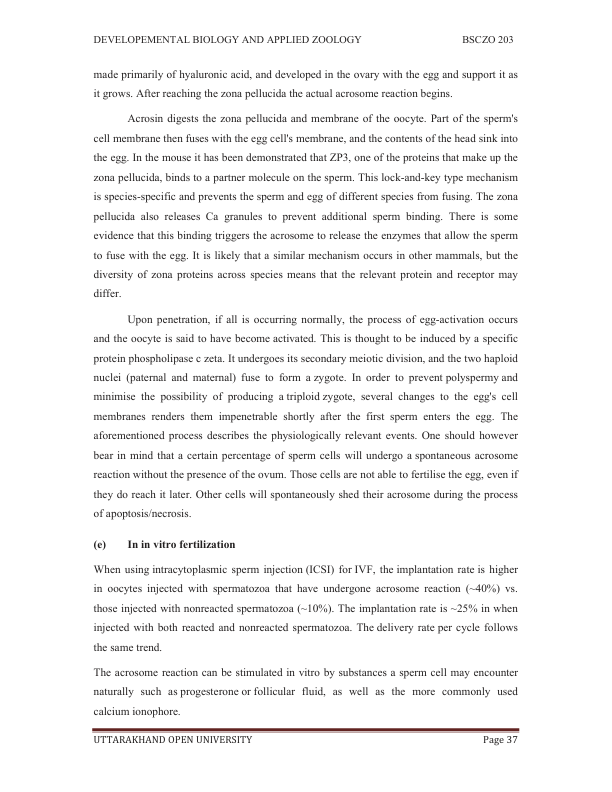 DEVELOPEMENTAL BIOLOGY AND APPLIED ZOOLOGY BSCZO 203
made primarily of hyaluronic acid, and developed in the ovary with the egg and support it as
it grows. After reaching the zona pellucida the actual acrosome reaction begins.
Acrosin digests the zona pellucida and membrane of the oocyte. Part of the sperm's
cell membrane then fuses with the egg cell's membrane, and the contents of the head sink into
the egg. In the mouse it has been demonstrated that ZP3, one of the proteins that make up the
zona pellucida, binds to a partner molecule on the sperm. This lock-and-key type mechanism
is species-specific and prevents the sperm and egg of different species from fusing. The zona
pellucida also releases Ca granules to prevent additional sperm binding. There is some
evidence that this binding triggers the acrosome to release the enzymes that allow the sperm
to fuse with the egg. It is likely that a similar mechanism occurs in other mammals, but the
diversity of zona proteins across species means that the relevant protein and receptor may
differ.
Upon penetration, if all is occurring normally, the process of egg-activation occurs
and the oocyte is said to have become activated. This is thought to be induced by a specific
protein phospholipase c zeta. It undergoes its secondary meiotic division, and the two haploid
nuclei (paternal and maternal) fuse to form a zygote. In order to prevent polyspermy and
minimise the possibility of producing a triploid zygote, several changes to the egg's cell
membranes renders them impenetrable shortly after the first sperm enters the egg. The
aforementioned process describes the physiologically relevant events. One should however
bear in mind that a certain percentage of sperm cells will undergo a spontaneous acrosome
reaction without the presence of the ovum. Those cells are not able to fertilise the egg, even if
they do reach it later. Other cells will spontaneously shed their acrosome during the process
of apoptosis/necrosis.
(e) In in vitro fertilization
When using intracytoplasmic sperm injection (ICSI) for IVF, the implantation rate is higher
in oocytes injected with spermatozoa that have undergone acrosome reaction (~40%) vs.
those injected with nonreacted spermatozoa (~10%). The implantation rate is ~25% in when
injected with both reacted and nonreacted spermatozoa. The delivery rate per cycle follows
the same trend.
The acrosome reaction can be stimulated in vitro by substances a sperm cell may encounter
naturally such as progesterone or follicular fluid, as well as the more commonly used
calcium ionophore.
UTTARAKHAND OPEN UNIVERSITY Page 37